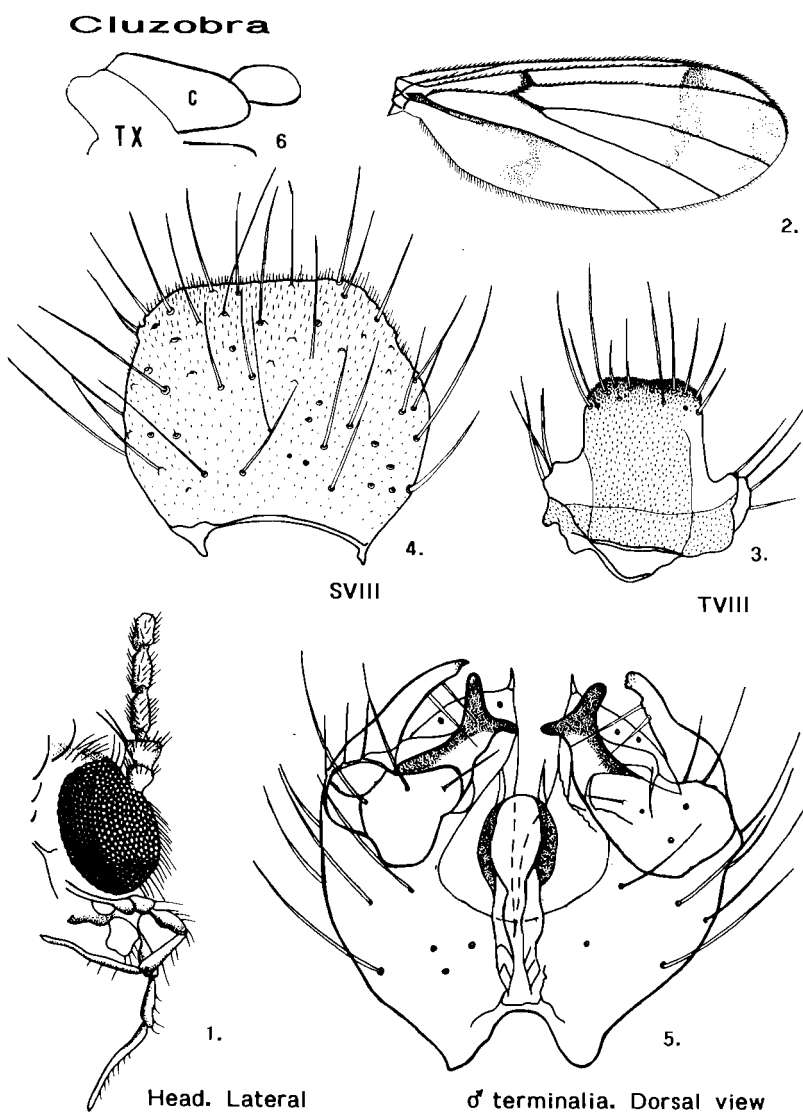 Cluzobra
C
TX
6
2.
4.
SVIII
3.
TVIII
1.
Head. Lateral
5.
♂ terminalia. Dorsal view